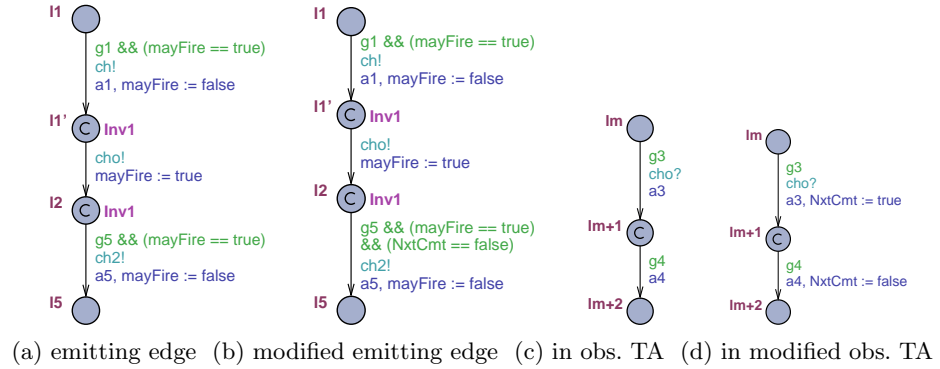 l1
g1 && (mayFire == true)
ch!
a1, mayFire := false
l1'
C
Inv1
cho!
mayFire := true
l2
C
Inv1
g5 && (mayFire == true)
ch2!
a5, mayFire := false
l5
l1
g1 && (mayFire == true)
ch!
a1, mayFire := false
l1'
C
Inv1
cho!
mayFire := true
l2
C
Inv1
g5 && (mayFire == true)
&& (NxtCmt == false)
ch2!
a5, mayFire := false
l5
lm
g3
cho?
a3
lm+1
C
g4
a4
lm+2
lm
g3
cho?
a3, NxtCmt := true
lm+1
C
g4
a4, NxtCmt := false
lm+2
(a) emitting edge
(b) modified emitting edge
(c) in obs. TA
(d) in modified obs. TA